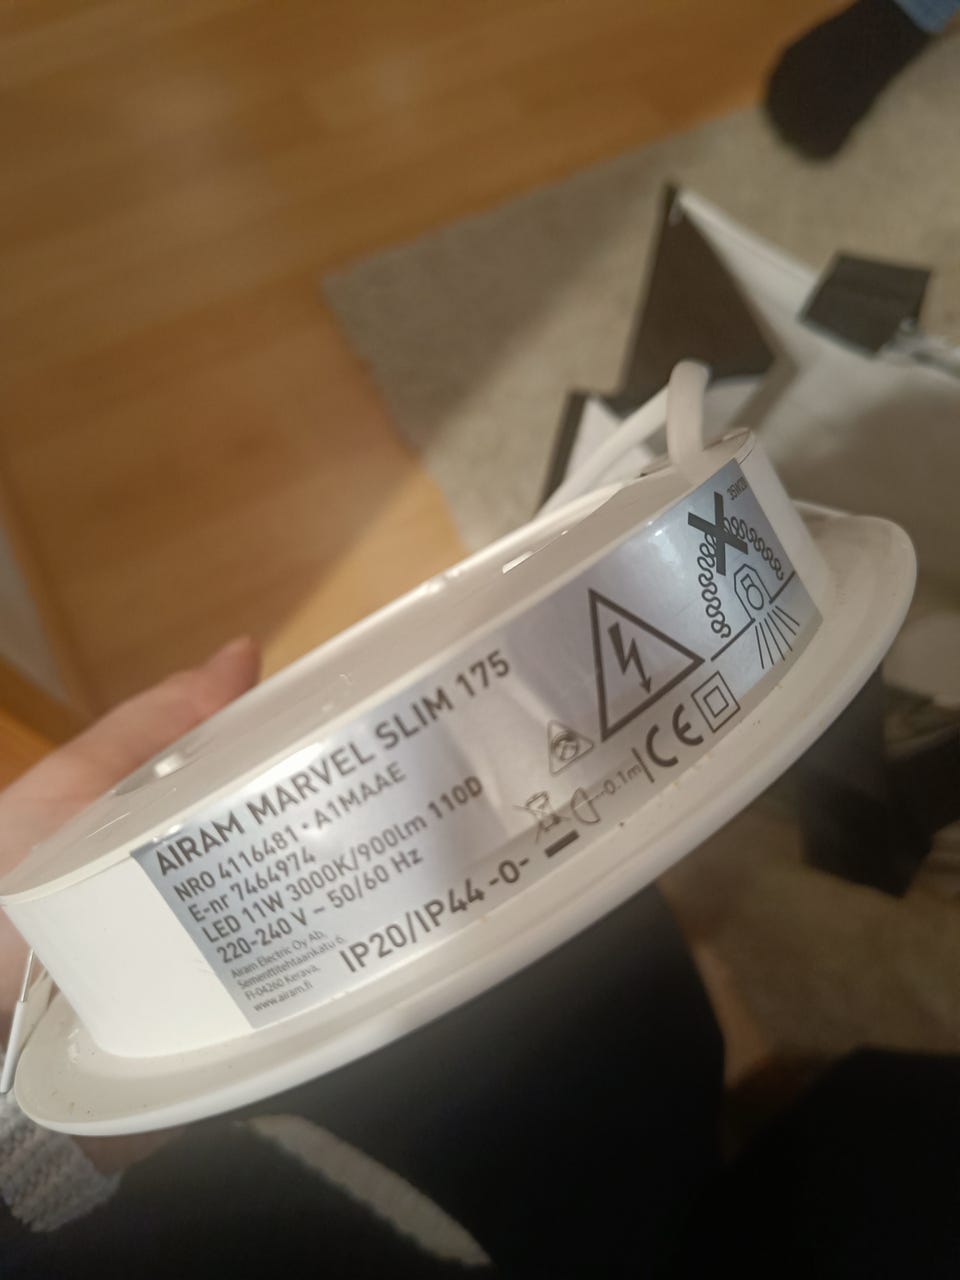 AIRAM MARVEL SLIM 175
NRO 4116481 • A1MAAE
E-nr 7464974
LED 11W 3000K/900lm 110D
220-240 V ~ 50/60 Hz
Airam Electric Oy Ab,
Sementtitehtaankatu 6,
FI-04260 Kerava,
www.airam.fi
IP20/IP44 -0-
0.1m
CE